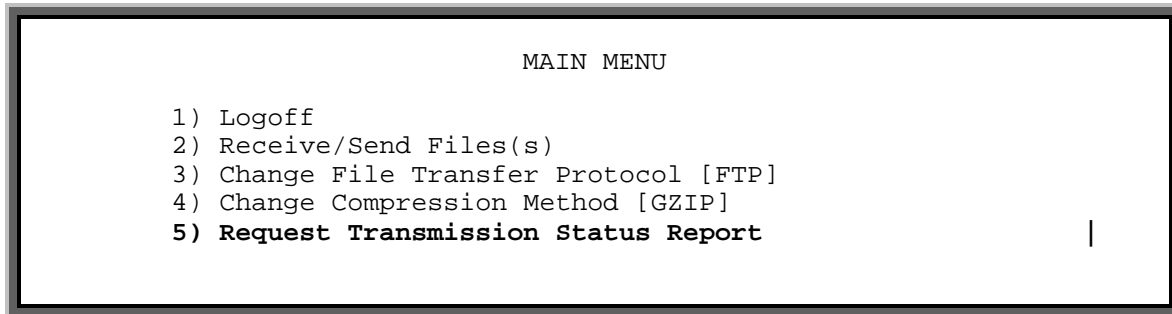 MAIN MENU
1) Logoff
2) Receive/Send Files(s)
3) Change File Transfer Protocol [FTP]
4) Change Compression Method [GZIP]
5) Request Transmission Status Report |